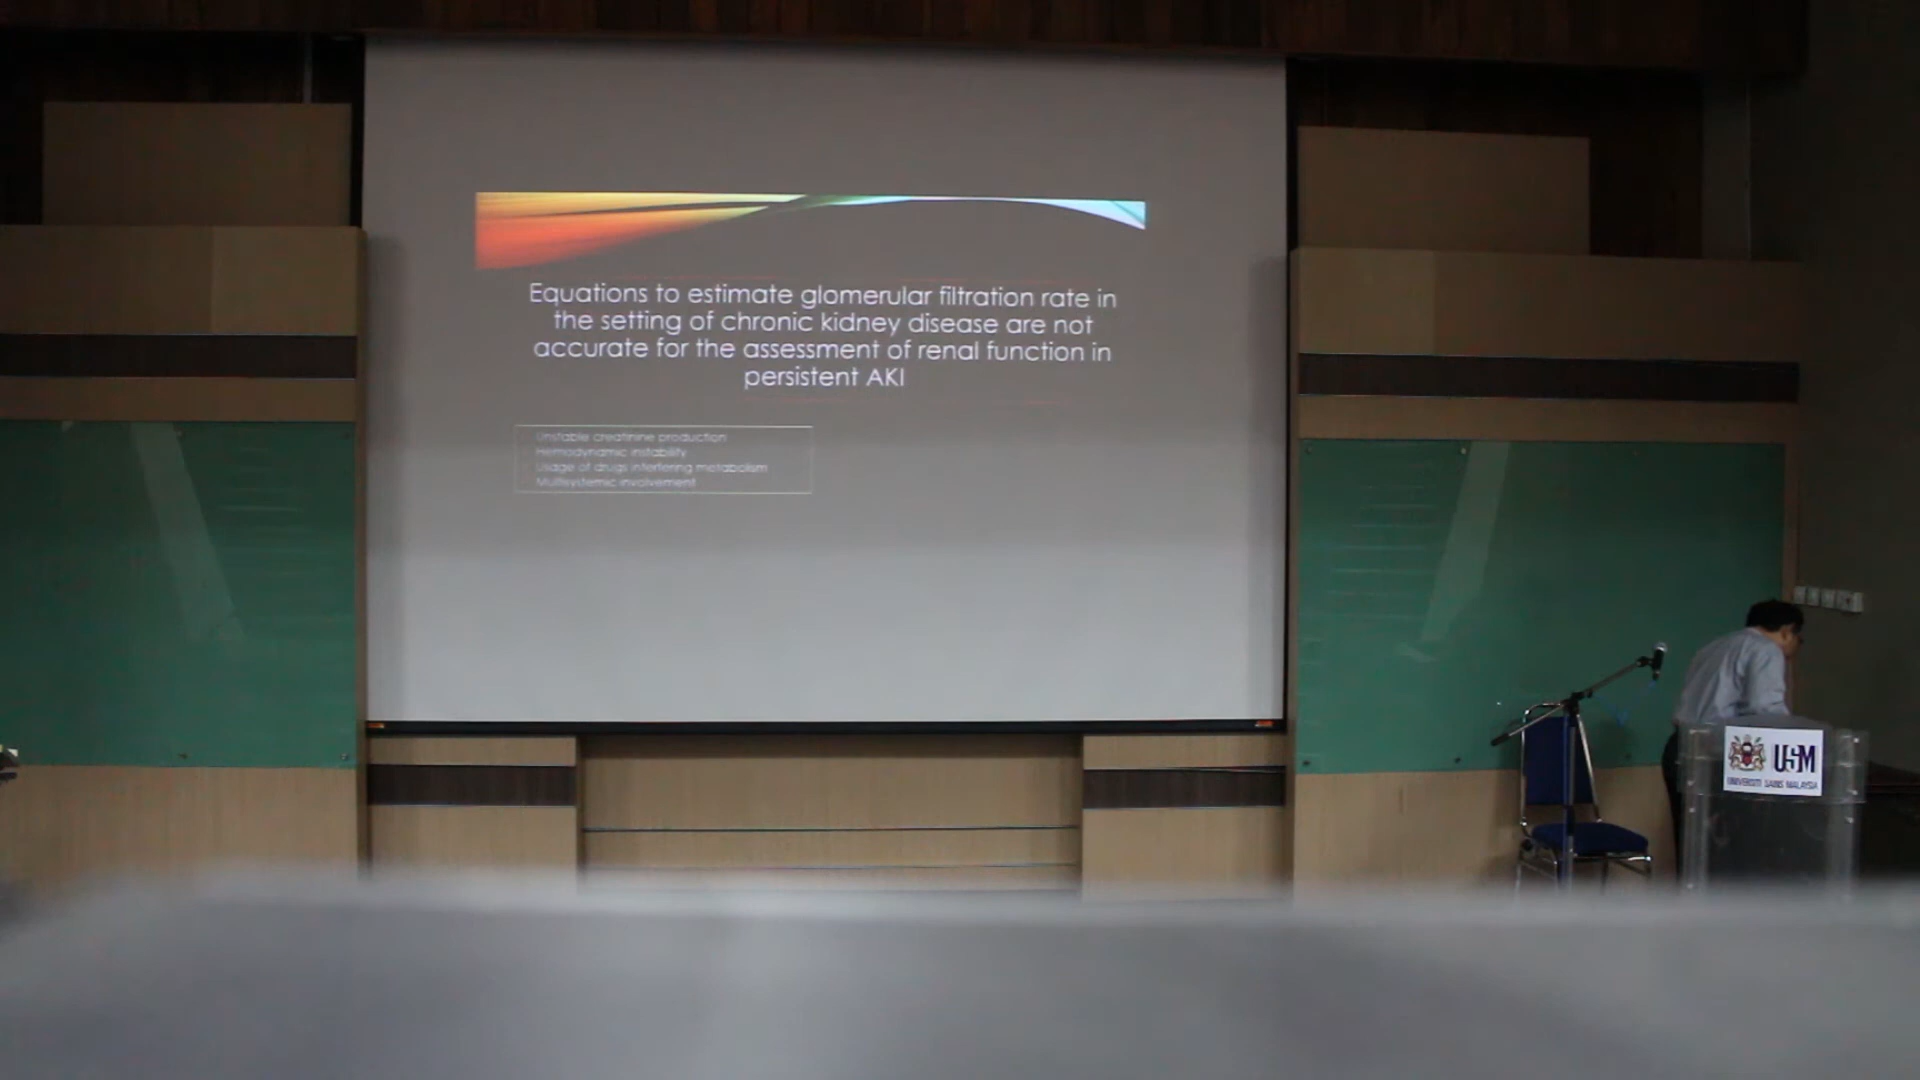 Equations to estimate glomerular filtration rate in
the setting of chronic kidney disease are not
accurate for the assessment of renal function in
persistent AKI
Unstable creatinine production
Hemodynamic instability
Usage of drugs interfering metabolism
Multisystemic involvement
USM
UNIVERSITI SAINS MALAYSIA